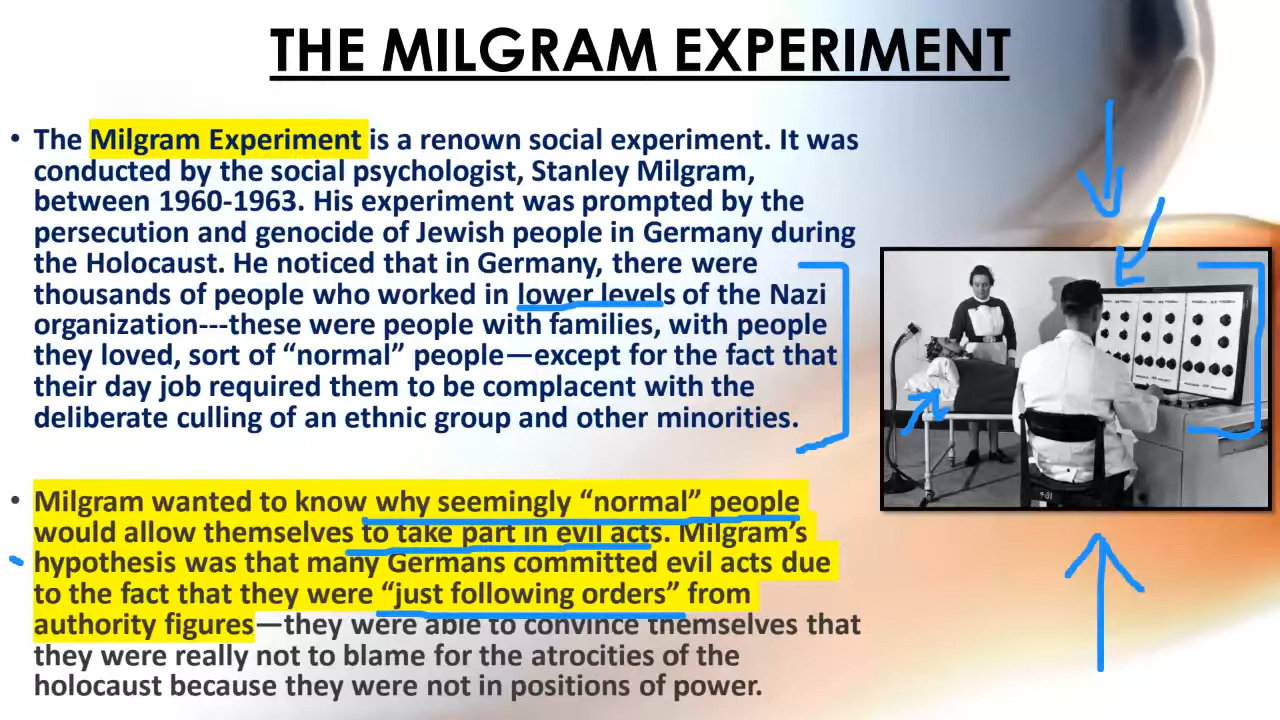 THE MILGRAM EXPERIMENT
• The Milgram Experiment is a renown social experiment. It was
conducted by the social psychologist, Stanley Milgram,
between 1960-1963. His experiment was prompted by the
persecution and genocide of Jewish people in Germany during
the Holocaust. He noticed that in Germany, there were
thousands of people who worked in lower levels of the Nazi
organization---these were people with families, with people
they loved, sort of “normal” people—except for the fact that
their day job required them to be complacent with the
deliberate culling of an ethnic group and other minorities.
• Milgram wanted to know why seemingly “normal” people
would allow themselves to take part in evil acts. Milgram’s
hypothesis was that many Germans committed evil acts due
to the fact that they were “just following orders” from
authority figures—they were able to convince themselves that
they were really not to blame for the atrocities of the
holocaust because they were not in positions of power.